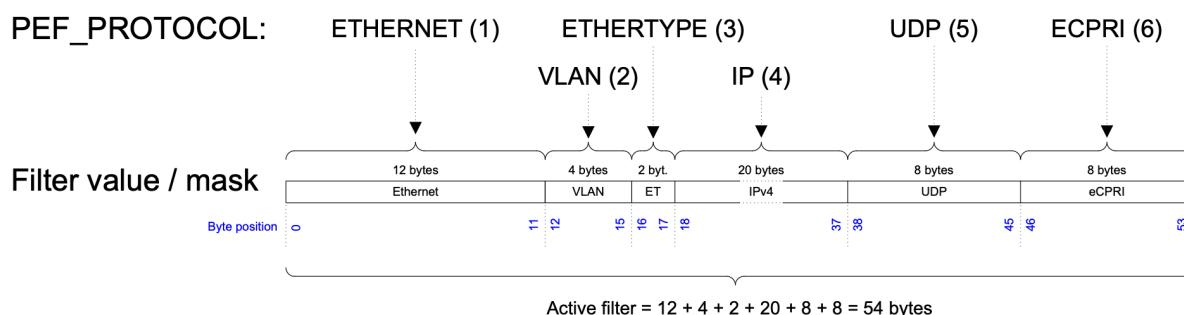 PEF_PROTOCOL: ETHERNET (1) ETHERTYPE (3) UDP (5) ECPRI (6)
VLAN (2) IP (4)
12 bytes 4 bytes 2 byt. 20 bytes 8 bytes 8 bytes
Filter value / mask Ethernet VLAN ET IPv4 UDP eCPRI
Byte position 0 11 12 15 16 17 18 37 38 45 46 53
Active filter = 12 + 4 + 2 + 20 + 8 + 8 = 54 bytes